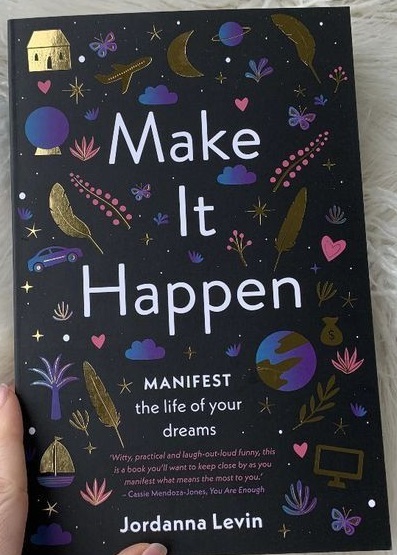 Make
It
Happen
MANIFEST
the life of your
dreams
'Witty, practical and laugh-out-loud funny, this
is a book you'll want to keep close by as you
manifest what means the most to you.'
– Cassie Mendoza-Jones, You Are Enough
Jordanna Levin
$